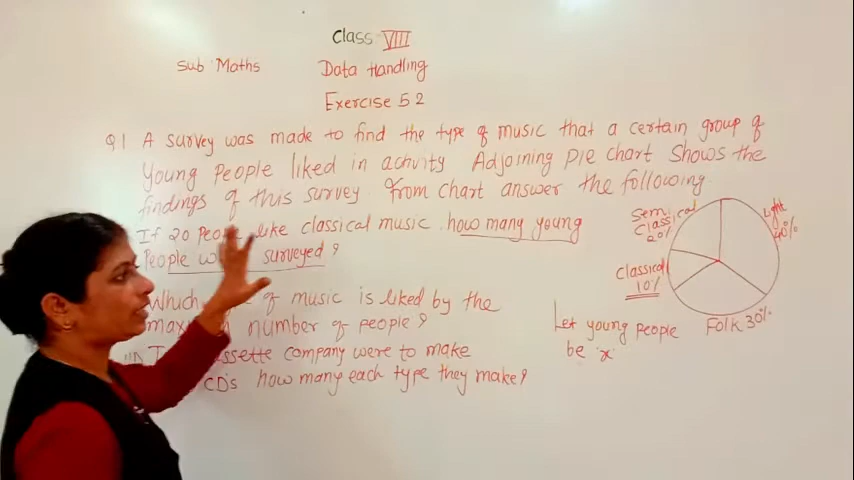 Class VIII
Sub Maths
Data Handling
Exercise 5 2
Q1 A survey was made to find the type of music that a certain group of
young People liked in activity Adjoining Pie chart Shows the
findings of this survey From chart answer the following
If 20 People like classical music how many young
People surveyed?
Which of music is liked by the
number of people?
cassette company were to make
CD's how many each type they make?
Semi
Classical
20%
Light
40%
Classical
10%
Folk 30%
Let young people
be 'x'